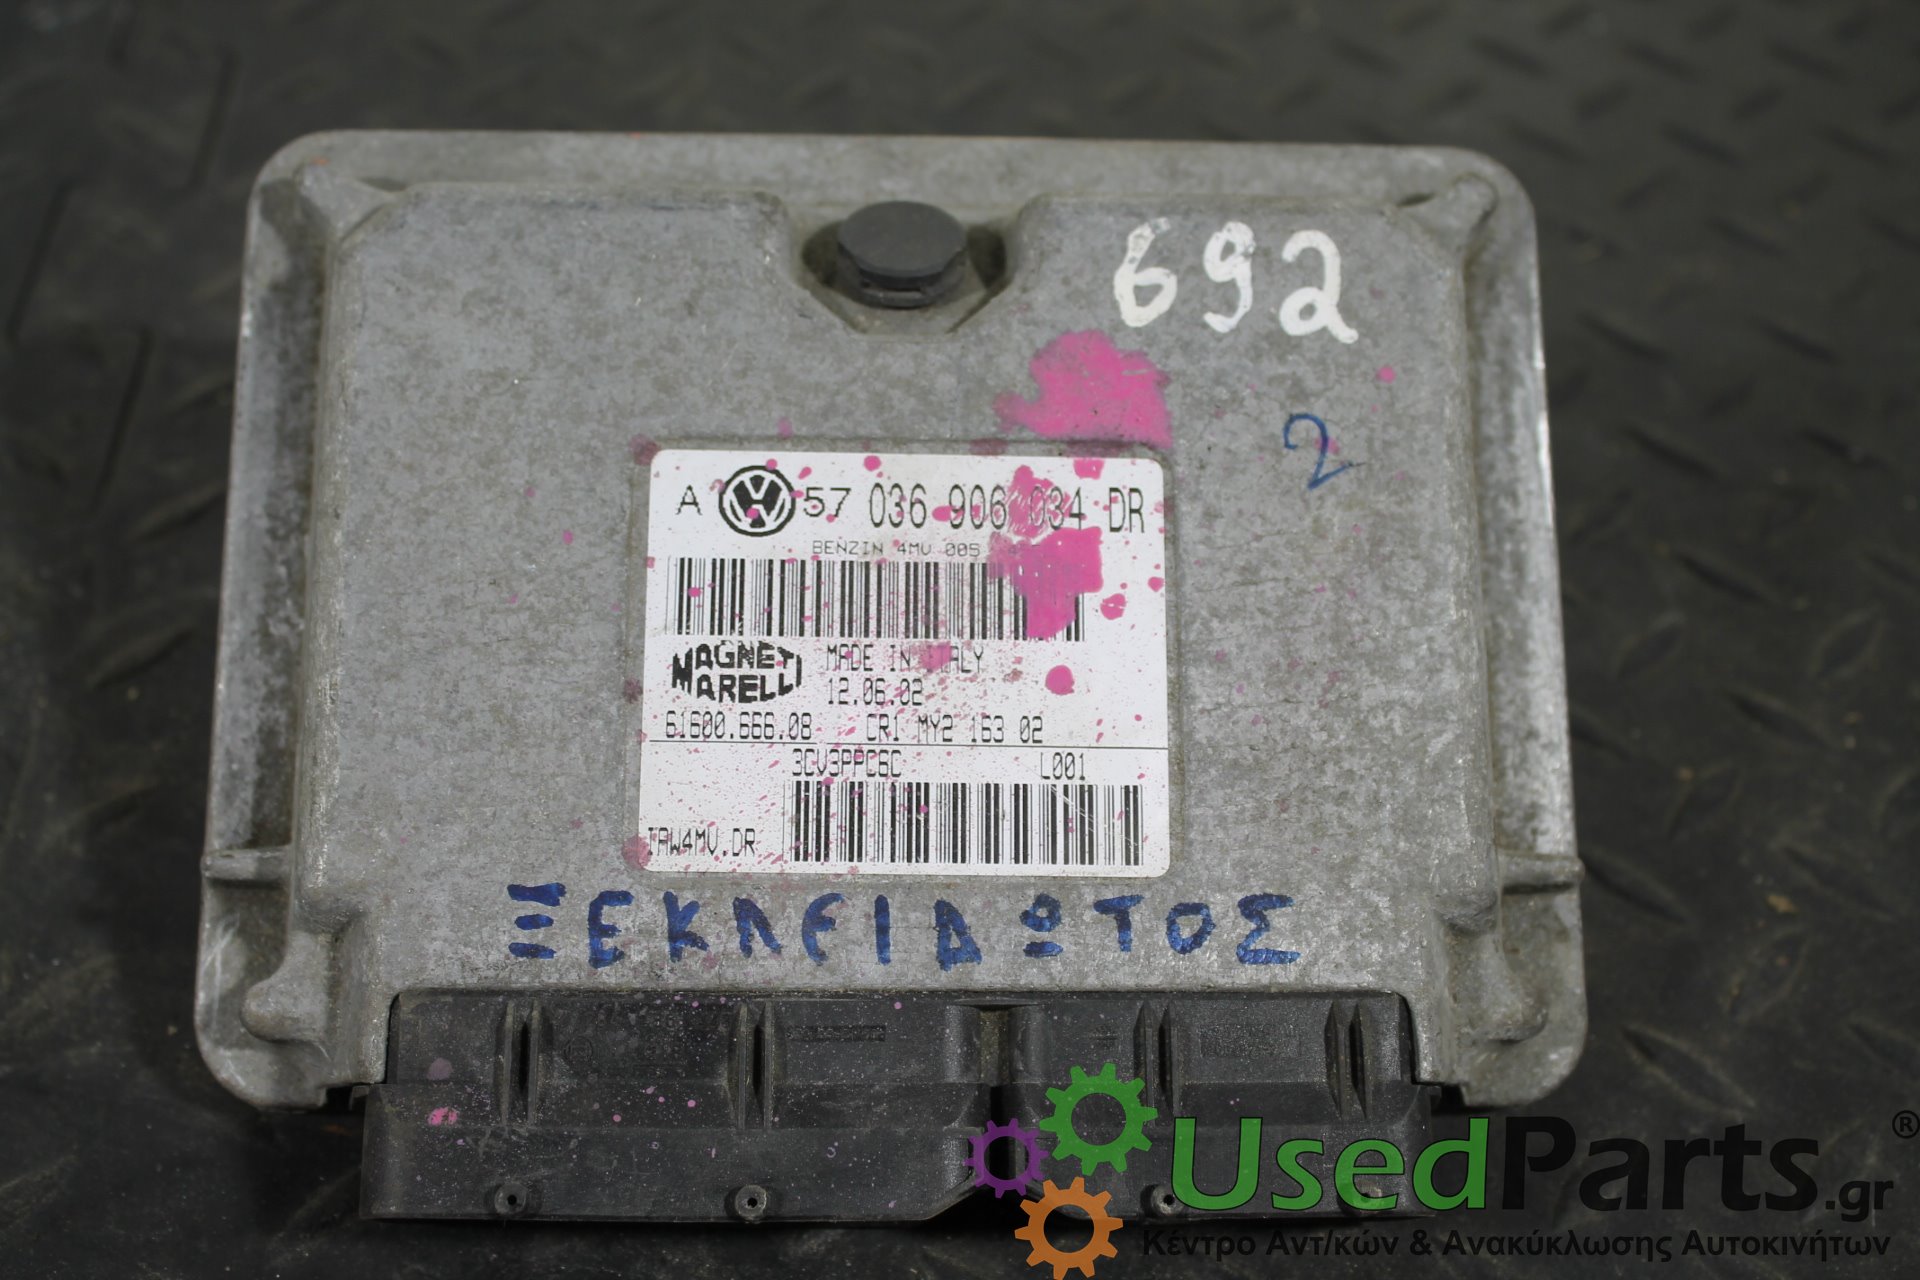 692
2
A VW 57 036 906 034 DR
BENZIN 4MV 005
MAGNETI MARELLI
MADE IN ITALY
12.06.02
61600.666.08 CR1 MY2 163 02
3CV3PPC6C L001
IAW4MV.DR
ΞΕΚΛΕΙΔΩΤΟΣ
UsedParts.gr ®
Κέντρο Αντ/κών & Ανακύκλωσης Αυτοκινήτων